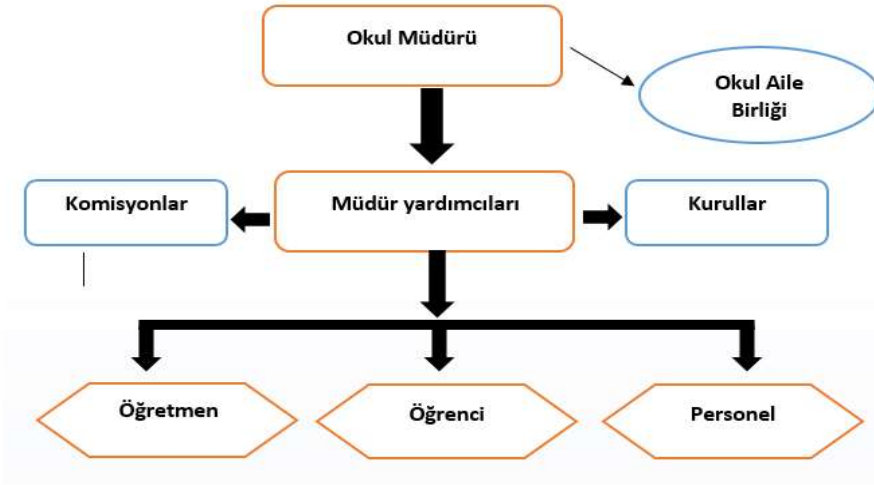 Okul Müdürü
Okul Aile
Birliği
Komisyonlar
Müdür yardımcıları
Kurullar
Öğretmen
Öğrenci
Personel